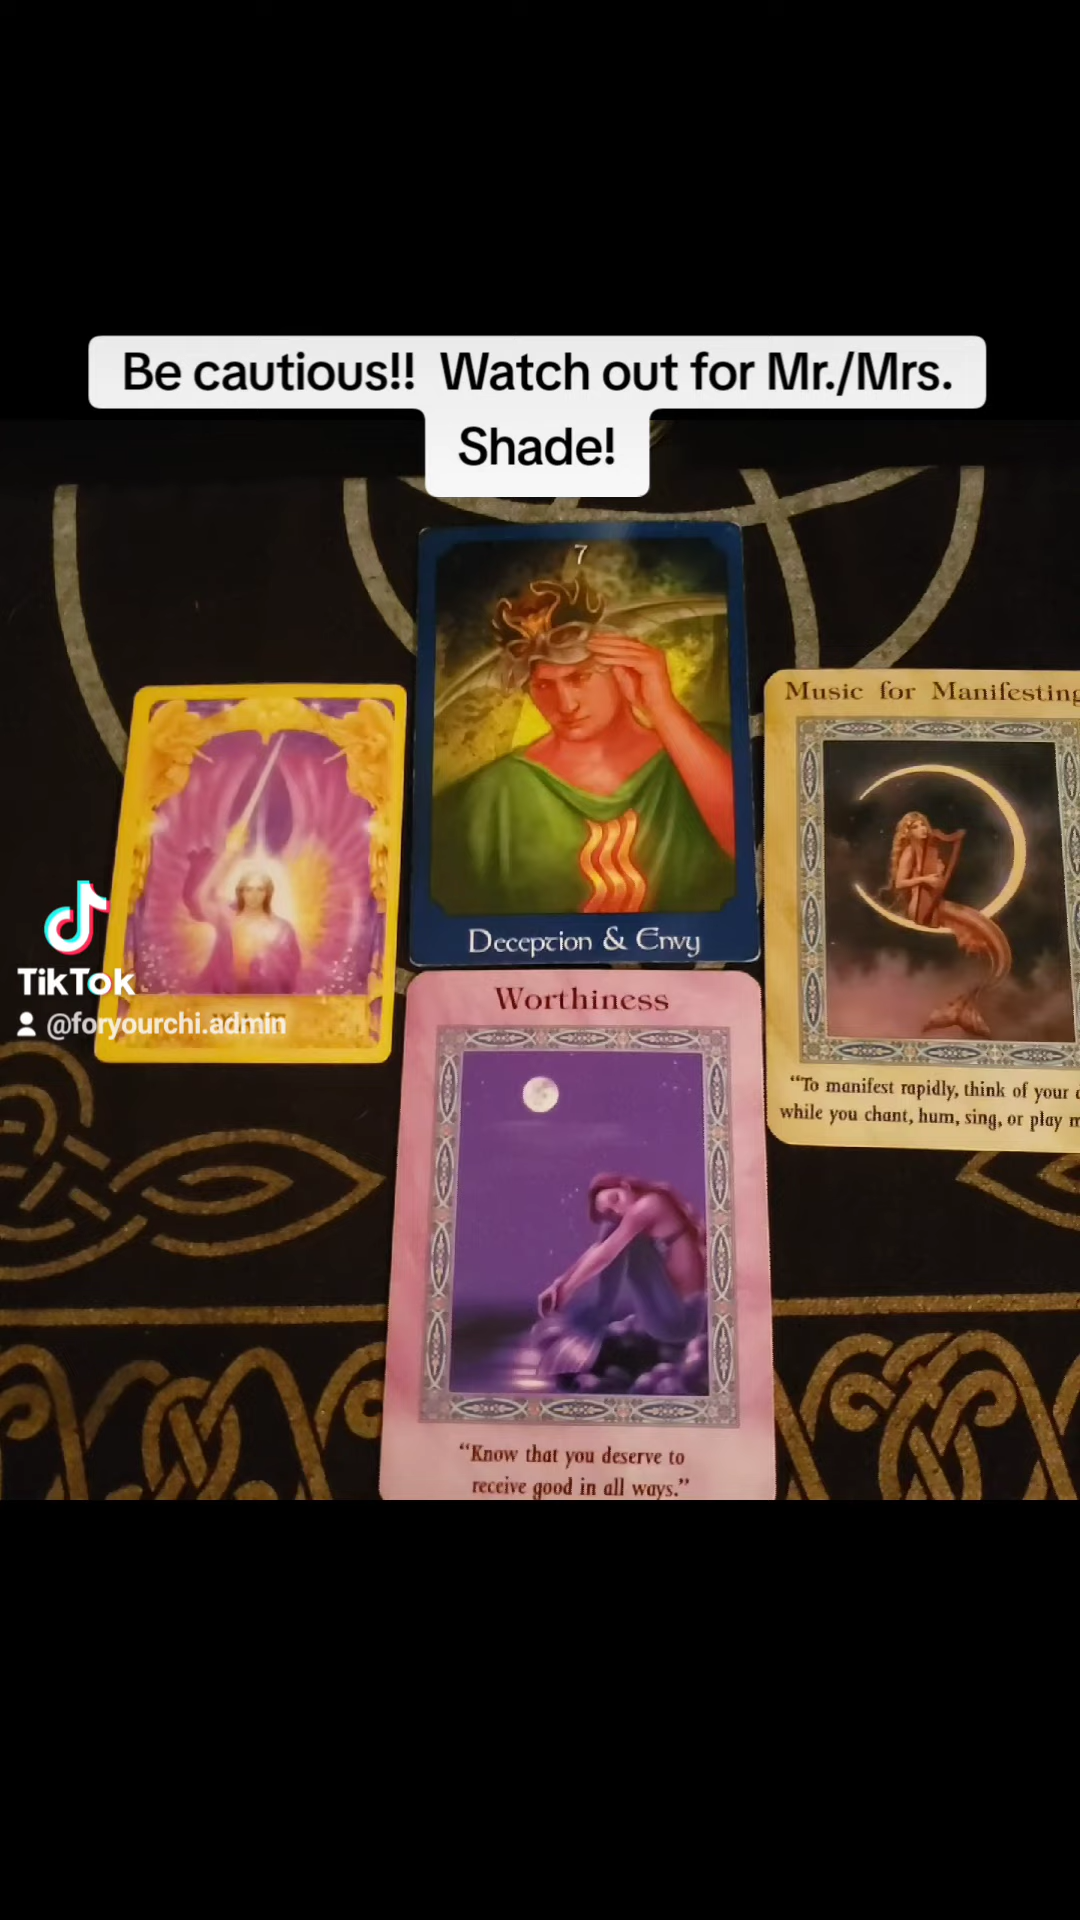 Be cautious!! Watch out for Mr./Mrs.
Shade!
7
Deception & Envy
Music for Manifesting
"To manifest rapidly, think of your
while you chant, hum, sing, or play
TikTok
@foryourchi.admin
Worthiness
"Know that you deserve to
receive good in all ways."